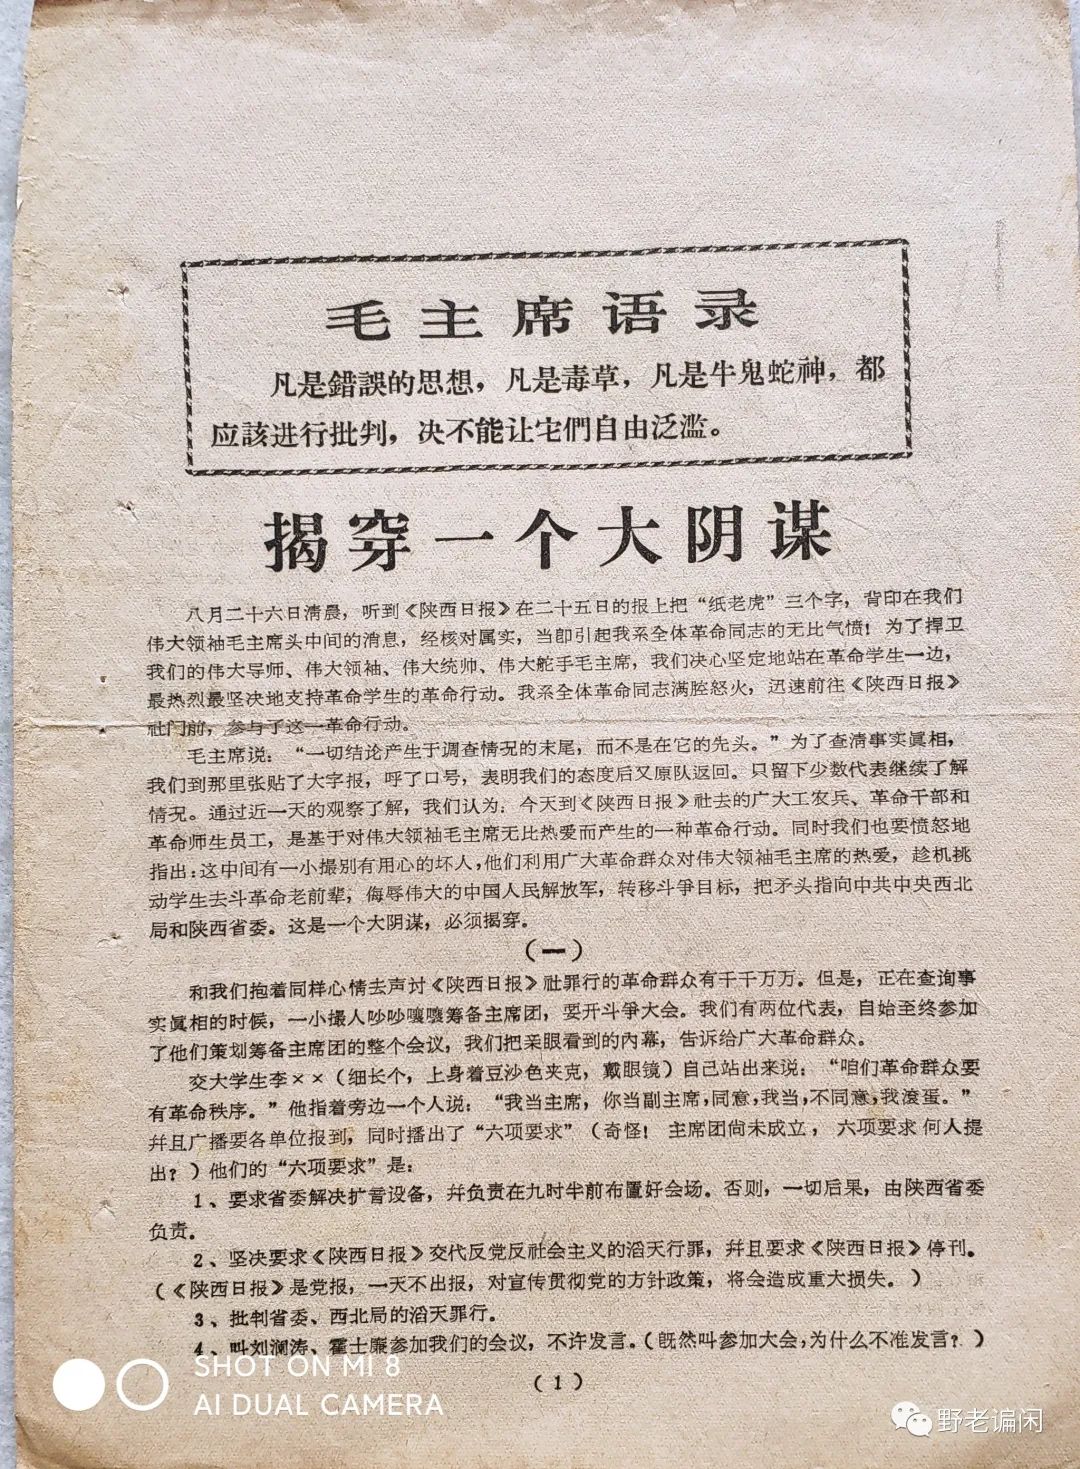 毛主席语录
凡是錯誤的思想，凡是毒草，凡是牛鬼蛇神，都
应該进行批判，决不能让它們自由泛滥。
揭穿一个大阴谋
八月二十六日清晨，听到《陕西日报》在二十五日的报上把“纸老虎”三个字，背印在我们
伟大领袖毛主席头中间的消息，经核对属实，当即引起我系全体革命同志的无比气愤！为了捍卫
我们的伟大导师、伟大领袖、伟大统帅、伟大舵手毛主席，我们决心坚定地站在革命学生一边，
最热烈最坚决地支持革命学生的革命行动。我系全体革命同志满腔怒火，迅速前往《陕西日报》
社门前，参与了这一革命行动。
毛主席说：“一切结论产生于调查情况的末尾，而不是在它的先头。”为了查清事实眞相，
我们到那里张贴了大字报，呼了口号，表明我们的态度后又原队返回。只留下少数代表继续了解
情况。通过近一天的观察了解，我们认为：今天到《陕西日报》社去的广大工农兵、革命干部和
革命师生员工，是基于对伟大领袖毛主席无比热爱而产生的一种革命行动。同时我们也要愤怒地
指出：这中间有一小撮别有用心的坏人，他们利用广大革命群众对伟大领袖毛主席的热爱，趁机挑
动学生去斗革命老前辈；侮辱伟大的中国人民解放军，转移斗爭目标，把矛头指向中共中央西北
局和陕西省委。这是一个大阴谋，必须揭穿。
（一）
和我们抱着同样心情去声讨《陕西日报》社罪行的革命群众有千千万万。但是，正在查询事
实眞相的时候，一小撮人吵吵嚷嚷筹备主席团，要开斗爭大会。我们有两位代表，自始至终参加
了他们策划筹备主席团的整个会议，我们把亲眼看到的內幕，告诉给广大革命群众。
交大学生李××（细长个，上身着豆沙色夹克，戴眼镜）自己站出来说：“咱们革命群众要
有革命秩序。”他指着旁边一个人说：“我当主席，你当副主席，同意，我当，不同意，我滚蛋。”
幷且广播要各单位报到，同时播出了“六项要求”（奇怪！主席团尚未成立，六项要求何人提
出？）他们的“六项要求”是：
1、要求省委解决扩音设备，幷负责在九时半前布置好会场。否则，一切后果，由陕西省委
负责。
2、坚决要求《陕西日报》交代反党反社会主义的滔天行罪，幷且要求《陕西日报》停刊。
（《陕西日报》是党报，一天不出报，对宣传贯彻党的方针政策，将会造成重大损失。）
3、批判省委、西北局的滔天罪行。
4、叫刘澜涛、霍士廉参加我们的会议，不许发言。（既然叫参加大会，为什么不准发言？）
（1）
SHOT ON MI 8
AI DUAL CAMERA
野老谝闲